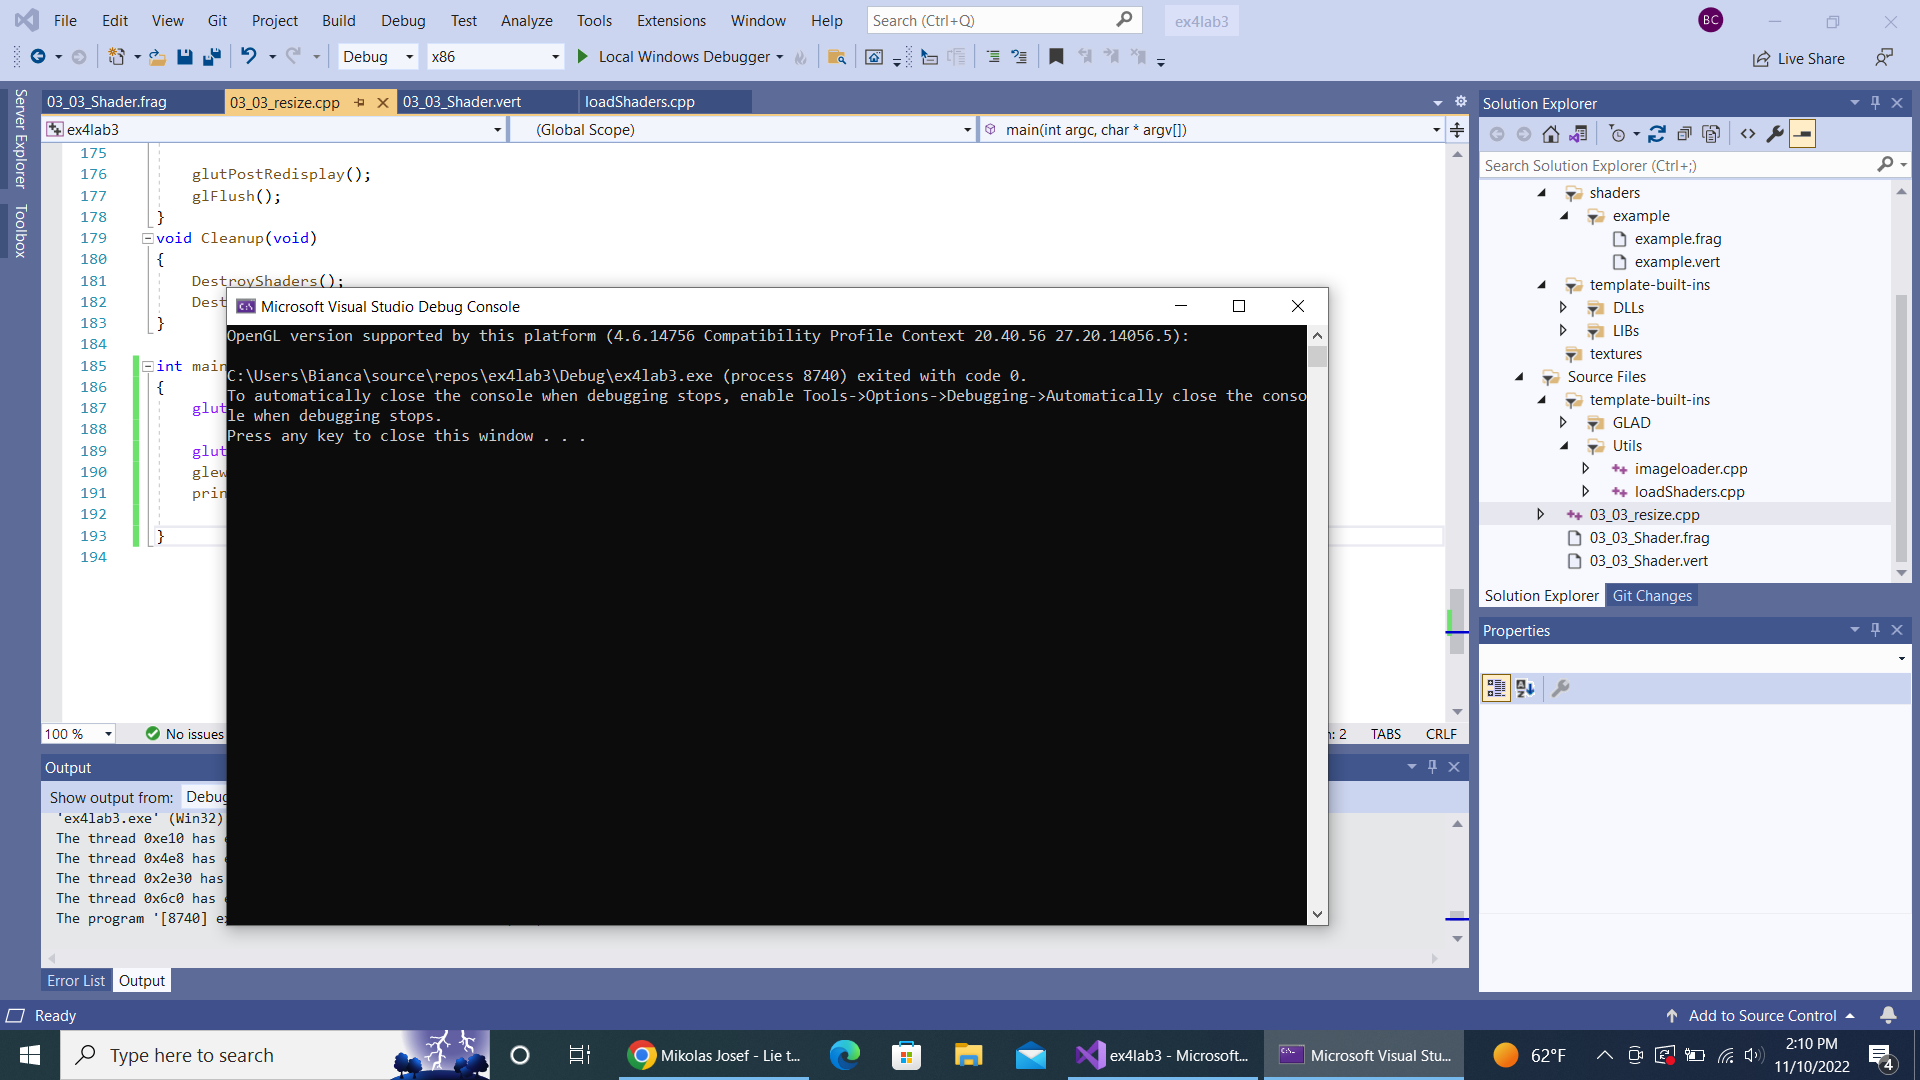 File Edit View Git Project Build Debug Test Analyze Tools Extensions Window Help Search (Ctrl+Q) ex4lab3 BC
Debug x86 Local Windows Debugger Live Share
Server Explorer
Toolbox
03_03_Shader.frag 03_03_resize.cpp 03_03_Shader.vert loadShaders.cpp
ex4lab3 (Global Scope) main(int argc, char * argv[])
175
176 glutPostRedisplay();
177 glFlush();
178 }
179 void Cleanup(void)
180 {
181 DestroyShaders();
182 Dest
183 }
184
185 int main
186 {
187 glut
188
189 glut
190 glew
191 prin
192
193 }
194
100 % No issues
: 2 TABS CRLF
Microsoft Visual Studio Debug Console
OpenGL version supported by this platform (4.6.14756 Compatibility Profile Context 20.40.56 27.20.14056.5):
C:\Users\Bianca\source\repos\ex4lab3\Debug\ex4lab3.exe (process 8740) exited with code 0.
To automatically close the console when debugging stops, enable Tools->Options->Debugging->Automatically close the conso
le when debugging stops.
Press any key to close this window . . .
Output
Show output from: Debug
'ex4lab3.exe' (Win32)
The thread 0xe10 has
The thread 0x4e8 has
The thread 0x2e30 has
The thread 0x6c0 has
The program '[8740]
Error List Output
Solution Explorer
Search Solution Explorer (Ctrl+;)
shaders
example
example.frag
example.vert
template-built-ins
DLLs
LIBs
textures
Source Files
template-built-ins
GLAD
Utils
imageloader.cpp
loadShaders.cpp
03_03_resize.cpp
03_03_Shader.frag
03_03_Shader.vert
Solution Explorer Git Changes
Properties
Ready Add to Source Control
Type here to search Mikolas Josef - Lie t... ex4lab3 - Microsoft... Microsoft Visual Stu... 62°F 2:10 PM
11/10/2022 4